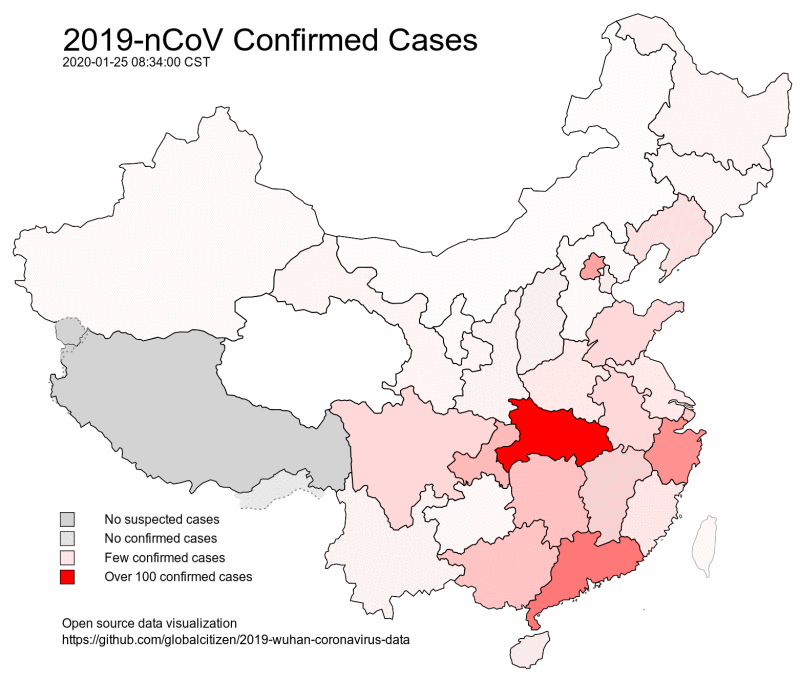 2019-nCoV Confirmed Cases
2020-01-25 08:34:00 CST
No suspected cases
No confirmed cases
Few confirmed cases
Over 100 confirmed cases
Open source data visualization
https://github.com/globalcitizen/2019-wuhan-coronavirus-data